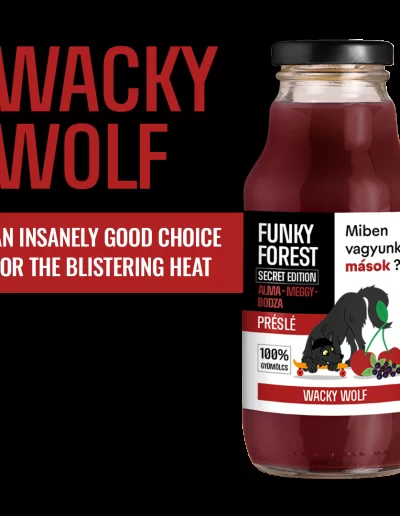 WACKY
WOLF
AN INSANELY GOOD CHOICE
FOR THE BLISTERING HEAT
FUNKY
FOREST
SECRET EDITION
ALMA-MEGGY-
BODZA
PRÉSLÉ
100%
GYÜMÖLCS
Miben
vagyunk
mások?
WACKY WOLF